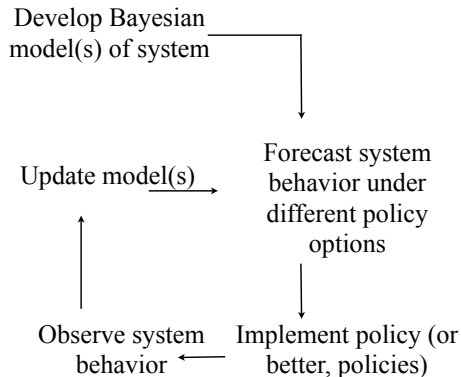 Develop Bayesian
model(s) of system
Update model(s)
Forecast system
behavior under
different policy
options
Observe system
behavior
Implement policy (or
better, policies)